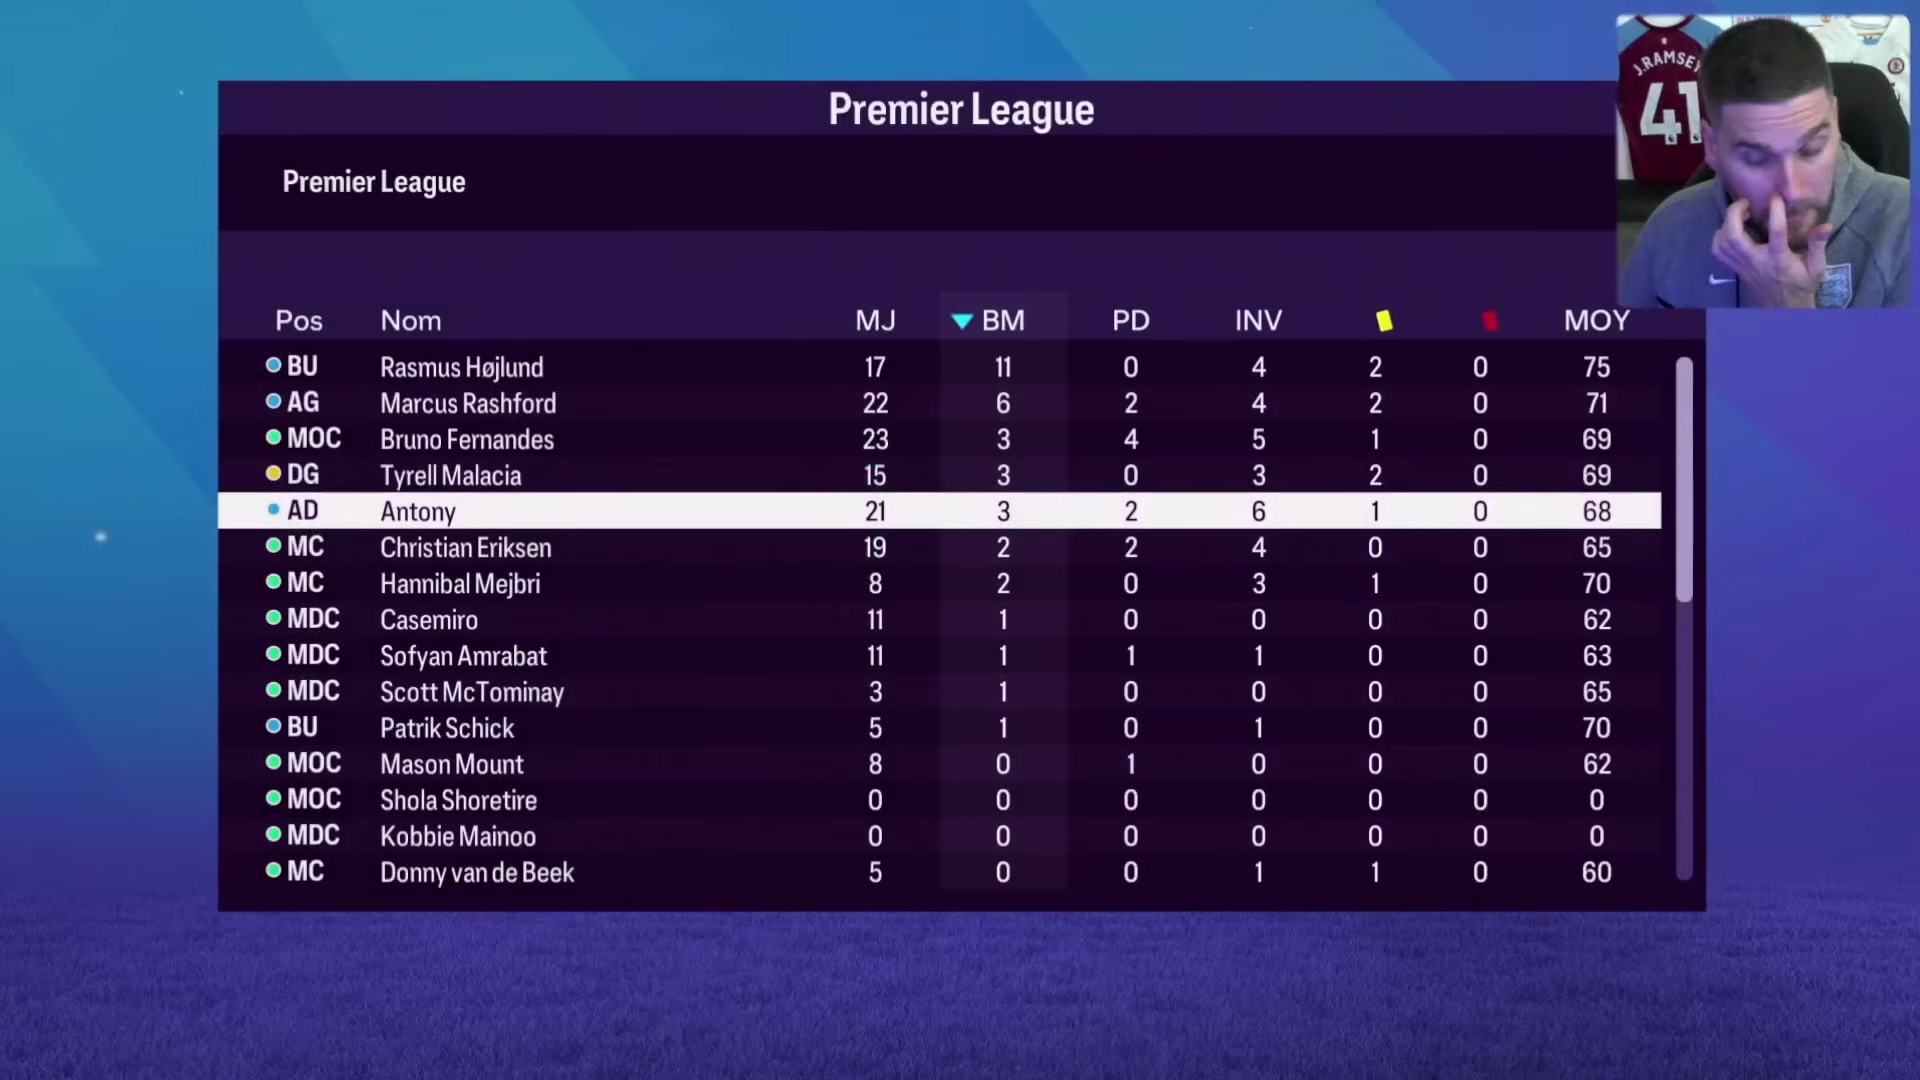 Premier League
J.RAMSEY
41
Premier League
Pos Nom MJ BM PD INV MOY
BU Rasmus Højlund 17 11 0 4 2 0 75
AG Marcus Rashford 22 6 2 4 2 0 71
MOC Bruno Fernandes 23 3 4 5 1 0 69
DG Tyrell Malacia 15 3 0 3 2 0 69
AD Antony 21 3 2 6 1 0 68
MC Christian Eriksen 19 2 2 4 0 0 65
MC Hannibal Mejbri 8 2 0 3 1 0 70
MDC Casemiro 11 1 0 0 0 0 62
MDC Sofyan Amrabat 11 1 1 1 0 0 63
MDC Scott McTominay 3 1 0 0 0 0 65
BU Patrik Schick 5 1 0 1 0 0 70
MOC Mason Mount 8 0 1 0 0 0 62
MOC Shola Shoretire 0 0 0 0 0 0 0
MDC Kobbie Mainoo 0 0 0 0 0 0 0
MC Donny van de Beek 5 0 0 1 1 0 60